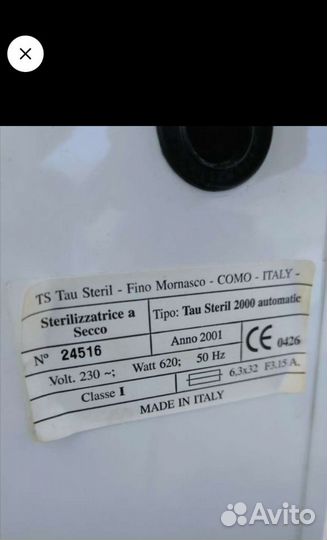 TS Tau Steril - Fino Mornasco - COMO - ITALY -
Sterilizzatrice a Secco
Tipo: Tau Steril 2000 automatic
Nº 24516
Anno 2001
CE 0426
Volt. 230 ~; Watt 620; 50 Hz
Classe I
6.3x32 F3.15 A.
MADE IN ITALY
Avito